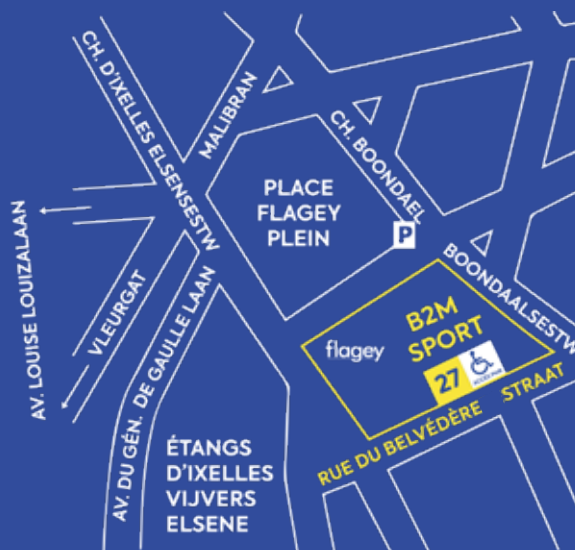 CH. D'IXELLES ELSENSESTW
MALIBRAN
CH. BOONDAEL
PLACE
FLAGEY
PLEIN
P
BOONDAALSESTW
AV. LOUISE LOUIZALAAN
VLEURGAT
AV. DU GÉN. DE GAULLE LAAN
flagey
B2M
SPORT
27
RUE DU BELVÉDÈRE STRAAT
ÉTANGS
D'IXELLES
VIJVERS
ELSENE